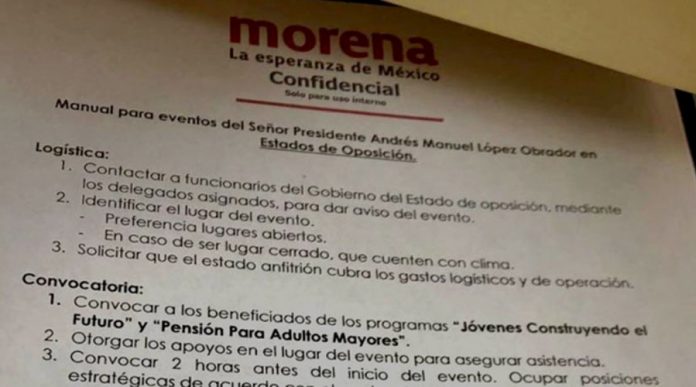 morena
La esperanza de México
Confidencial
Solo para uso interno
Manual para eventos del Señor Presidente Andrés Manuel López Obrador en
Estados de Oposición.
Logística:
1. Contactar a funcionarios del Gobierno del Estado de oposición, mediante
los delegados asignados, para dar aviso del evento.
2. Identificar el lugar del evento.
- Preferencia lugares abiertos.
- En caso de ser lugar cerrado, que cuenten con clima.
3. Solicitar que el estado anfitrión cubra los gastos logísticos y de operación.
Convocatoria:
1. Convocar a los beneficiados de los programas "Jóvenes Construyendo el
Futuro" y "Pensión Para Adultos Mayores".
2. Otorgar los apoyos en el lugar del evento para asegurar asistencia.
3. Convocar 2 horas antes del inicio del evento. Ocupar posiciones
estratégicas de acuerdo